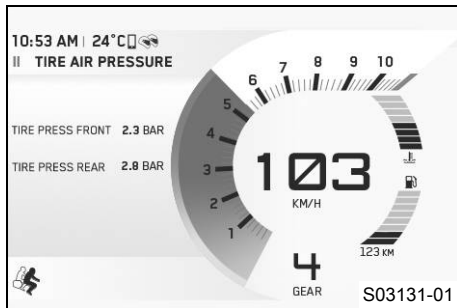 10:53 AM | 24°C
II TIRE AIR PRESSURE
TIRE PRESS FRONT 2.3 BAR
TIRE PRESS REAR 2.8 BAR
1
2
3
4
5
6
7
8
9
10
103
KM/H
4
GEAR
123 KM
S03131-01